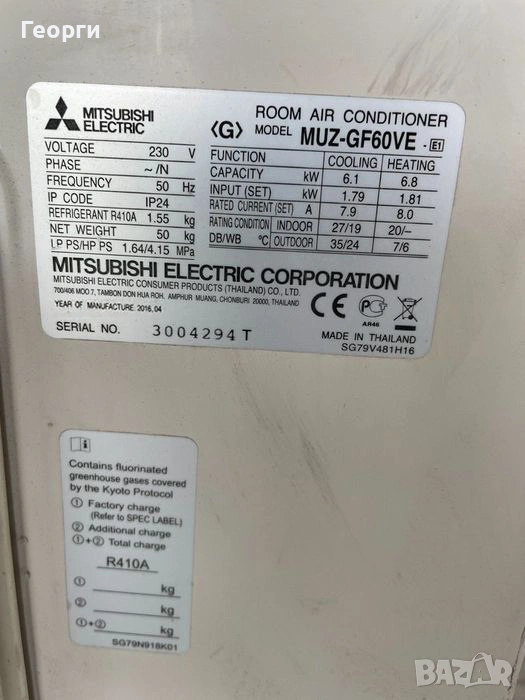 Георги
MITSUBISHI ELECTRIC
ROOM AIR CONDITIONER
<G> MODEL MUZ-GF60VE - E1
VOLTAGE 230 V
PHASE ~/N
FREQUENCY 50 Hz
IP CODE IP24
REFRIGERANT R410A 1.55 kg
NET WEIGHT 50 kg
LP PS/HP PS 1.64/4.15 MPa
FUNCTION COOLING HEATING
CAPACITY kW 6.1 6.8
INPUT (SET) kW 1.79 1.81
RATED CURRENT (SET) A 7.9 8.0
RATING CONDITION INDOOR 27/19 20/–
DB/WB °C OUTDOOR 35/24 7/6
MITSUBISHI ELECTRIC CORPORATION
MITSUBISHI ELECTRIC CONSUMER PRODUCTS (THAILAND) CO., LTD.
700/406 MOO 7, TAMBON DON HUA ROH, AMPHUR MUANG, CHONBURI 20000, THAILAND
YEAR OF MANUFACTURE 2016.04
CE
АЯ46
SERIAL NO. 3004294T
MADE IN THAILAND
SG79V481H16
Contains fluorinated
greenhouse gases covered
by the Kyoto Protocol
① Factory charge
(Refer to SPEC LABEL)
② Additional charge
①+② Total charge
R410A
① kg
② kg
①+② kg
SG79N918K01
BAZAR